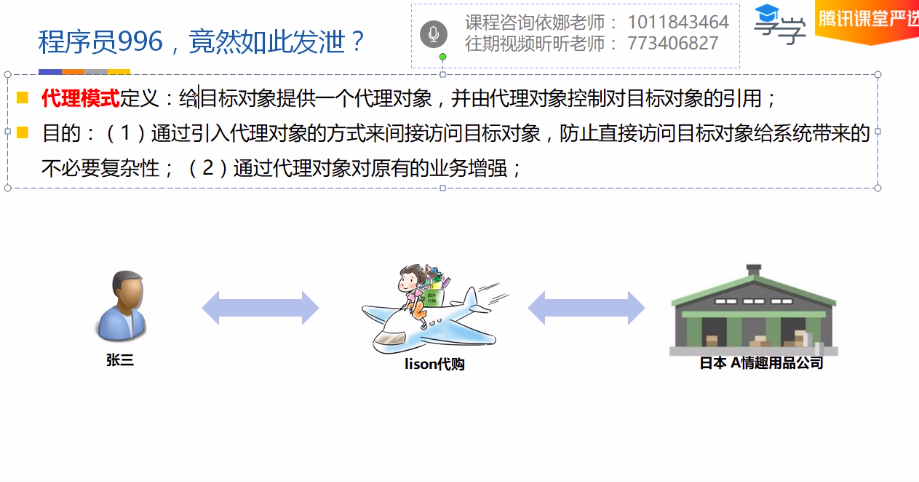 程序员996，竟然如此发泄？
课程咨询依娜老师： 1011843464
往期视频昕昕老师： 773406827
享学
腾讯课堂严选
代理模式定义：给目标对象提供一个代理对象，并由代理对象控制对目标对象的引用；
目的：（1）通过引入代理对象的方式来间接访问目标对象，防止直接访问目标对象给系统带来的
不必要复杂性； （2）通过代理对象对原有的业务增强；
张三
lison代购
日本 A情趣用品公司